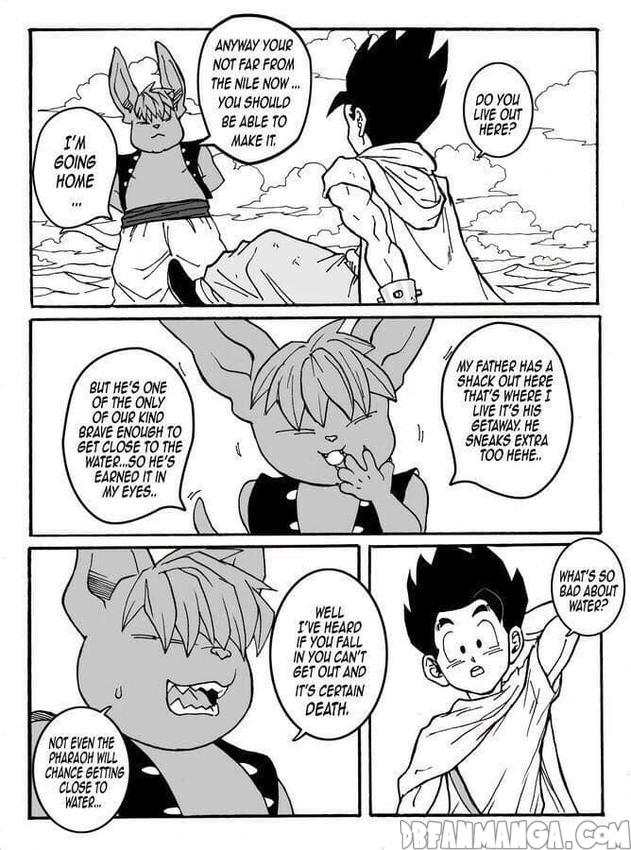 ANYWAY YOUR
NOT FAR FROM
THE NILE NOW ...
YOU SHOULD
BE ABLE TO
MAKE IT.
I'M
GOING
HOME
...
DO YOU
LIVE OUT
HERE?
MY FATHER HAS A
SHACK OUT HERE
THAT'S WHERE I
LIVE IT'S HIS
GETAWAY. HE
SNEAKS EXTRA
TOO HEHE..
BUT HE'S ONE
OF THE ONLY
OF OUR KIND
BRAVE ENOUGH TO
GET CLOSE TO THE
WATER...SO HE'S
EARNED IT IN
MY EYES..
WHAT'S SO
BAD ABOUT
WATER?
WELL
I'VE HEARD
IF YOU FALL
IN YOU CAN'T
GET OUT AND
IT'S CERTAIN
DEATH.
NOT EVEN THE
PHARAOH WILL
CHANCE GETTING
CLOSE TO
WATER...
DBFANMANGA.COM